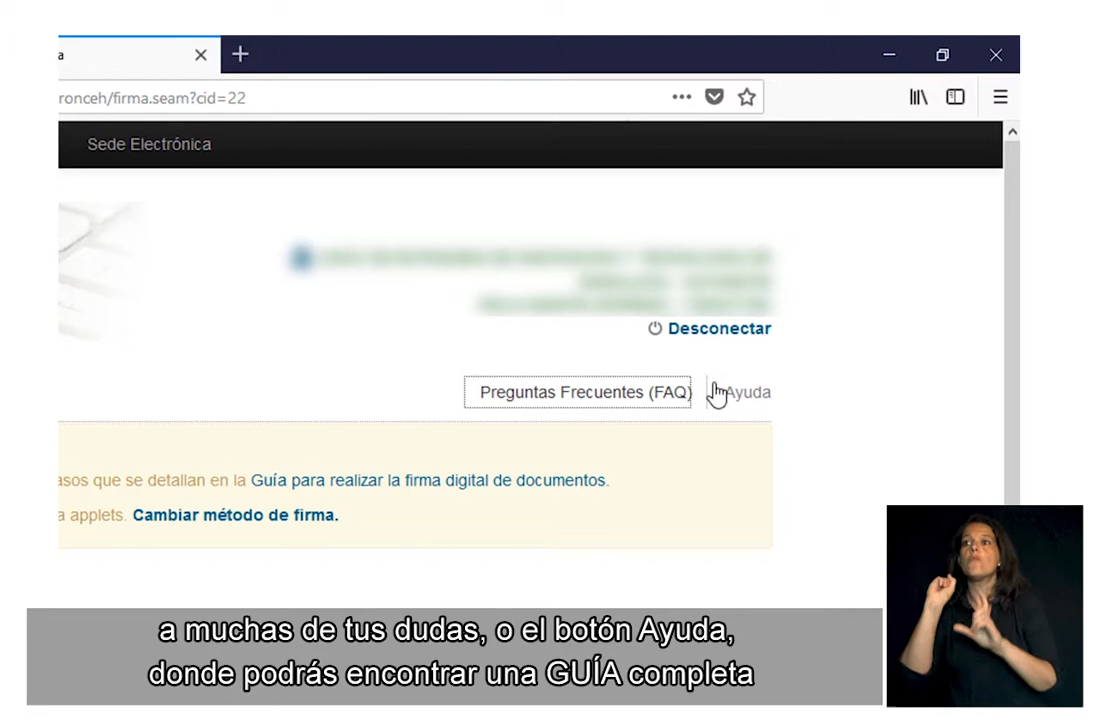 a
ronceh/firma.seam?cid=22
Sede Electrónica
Desconectar
Preguntas Frecuentes (FAQ) Ayuda
asos que se detallan en la Guía para realizar la firma digital de documentos.
a applets. Cambiar método de firma.
a muchas de tus dudas, o el botón Ayuda,
donde podrás encontrar una GUÍA completa